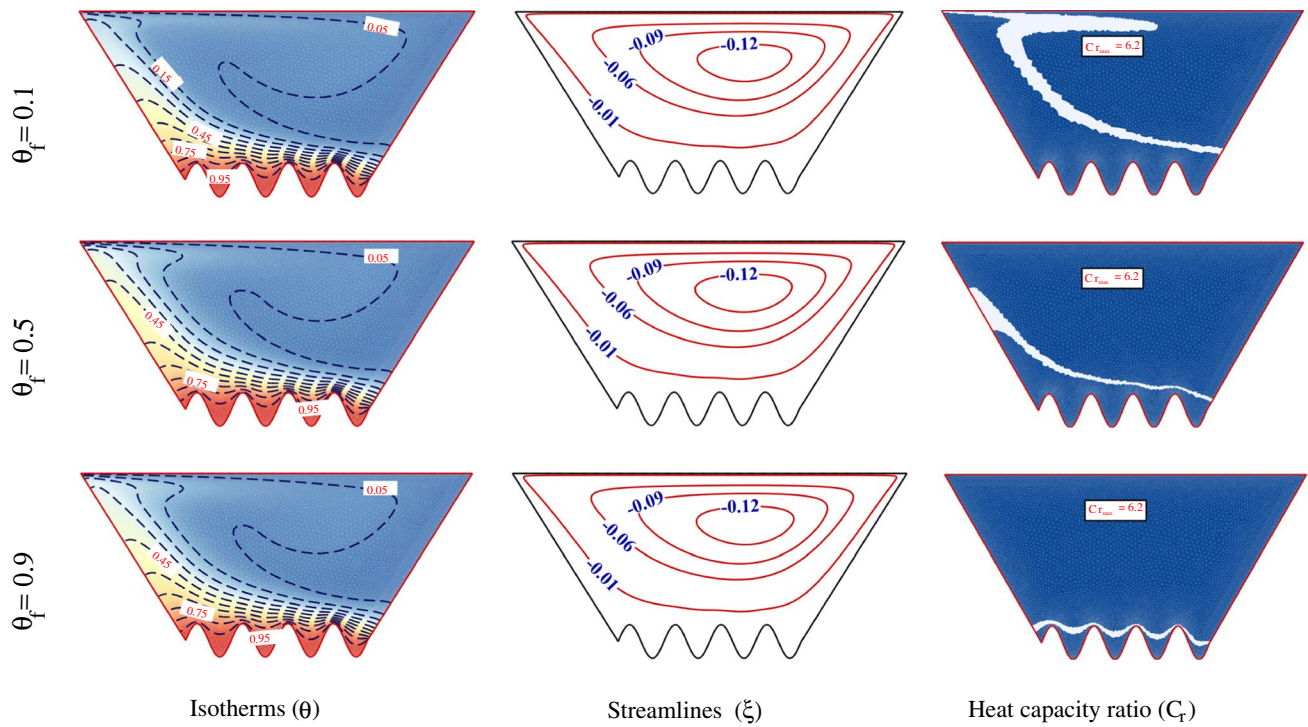 θf = 0.1
0.05
0.15
0.45
0.75
0.95
-0.09
-0.12
-0.06
-0.01
Cr max = 6.2
θf = 0.5
0.05
0.45
0.75
0.95
-0.09
-0.12
-0.06
-0.01
Cr max = 6.2
θf = 0.9
0.05
0.45
0.75
0.95
-0.09
-0.12
-0.06
-0.01
Cr max = 6.2
Isotherms (θ)
Streamlines (ξ)
Heat capacity ratio (Cr)